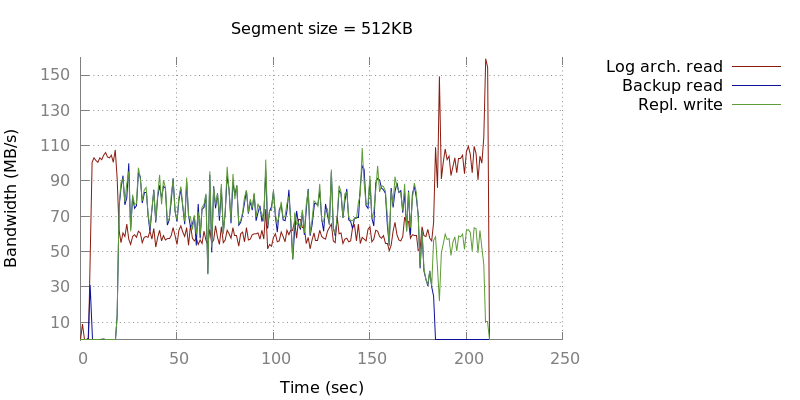 Segment size = 512KB
Log arch. read
Backup read
Repl. write
Bandwidth (MB/s)
150
130
110
90
70
50
30
10
0 50 100 150 200 250
Time (sec)